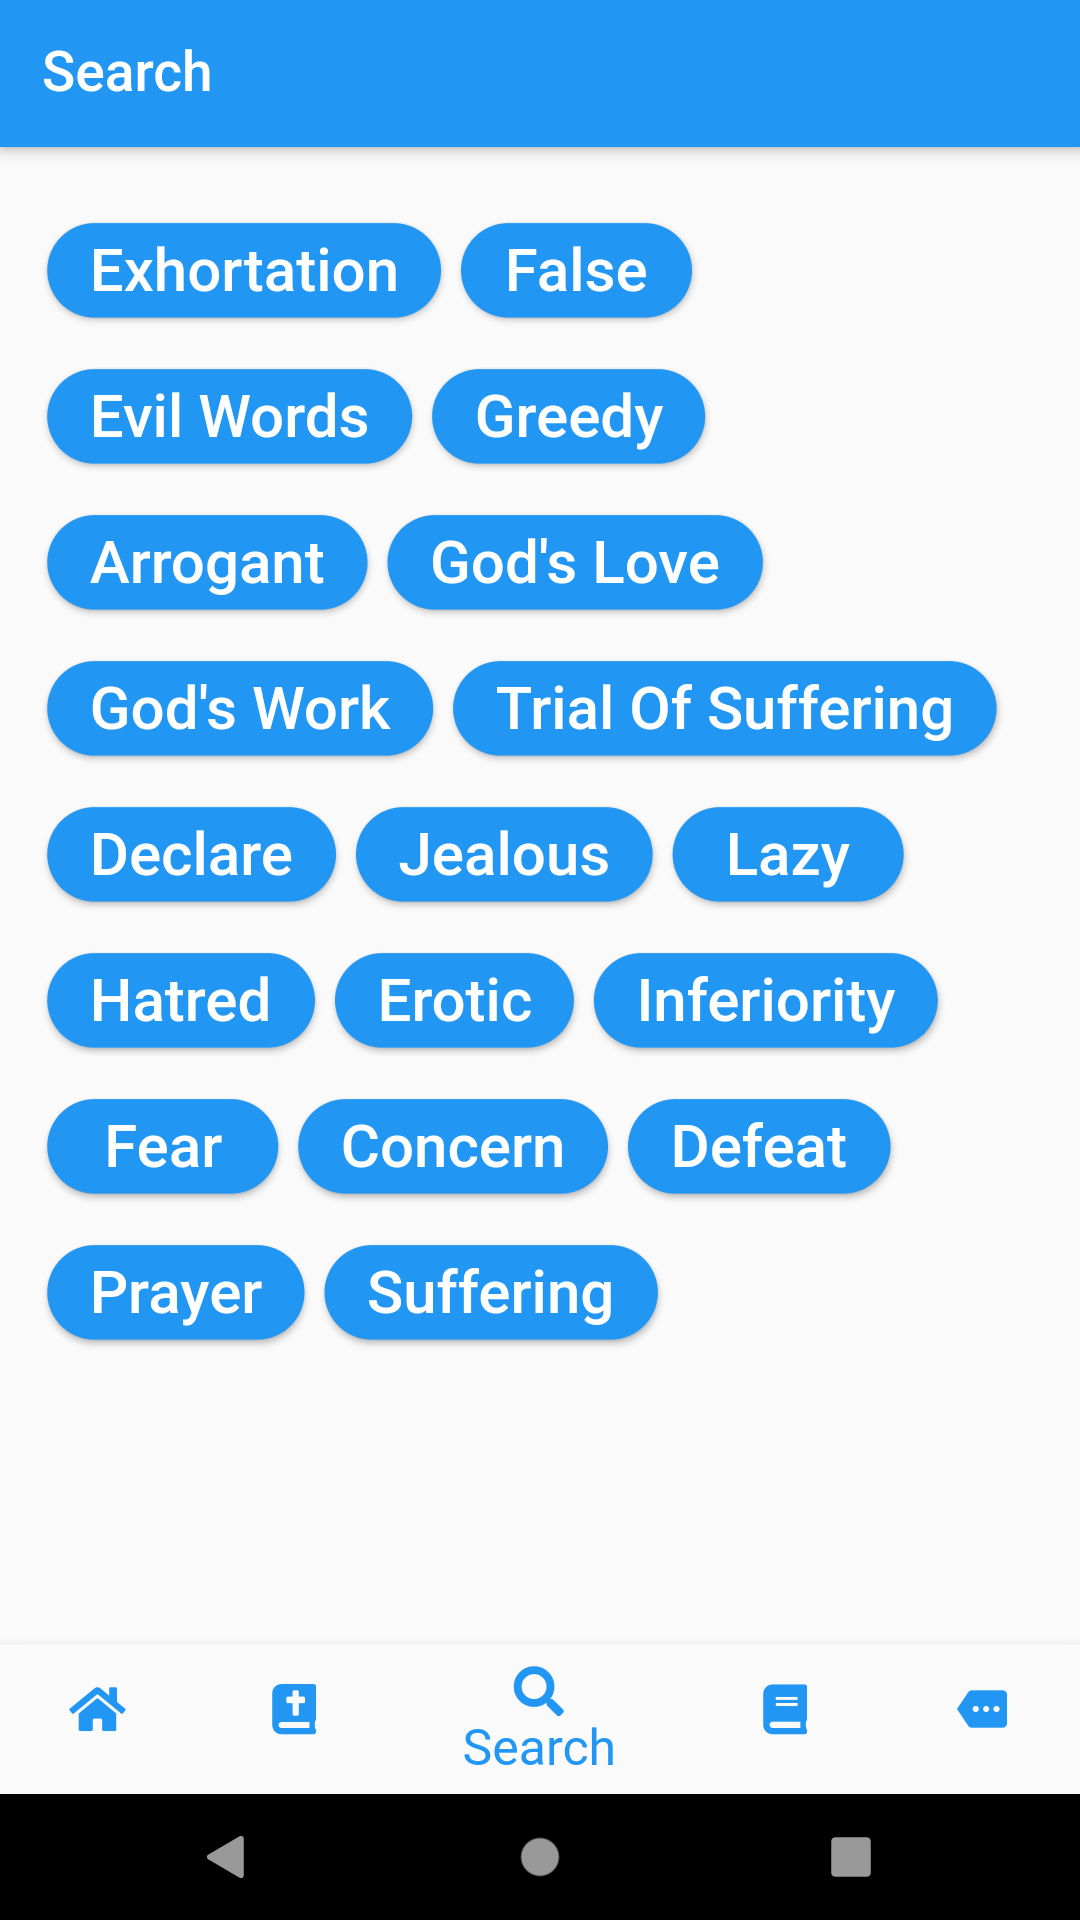 Search
Exhortation False
Evil Words Greedy
Arrogant God's Love
God's Work Trial Of Suffering
Declare Jealous Lazy
Hatred Erotic Inferiority
Fear Concern Defeat
Prayer Suffering
Search